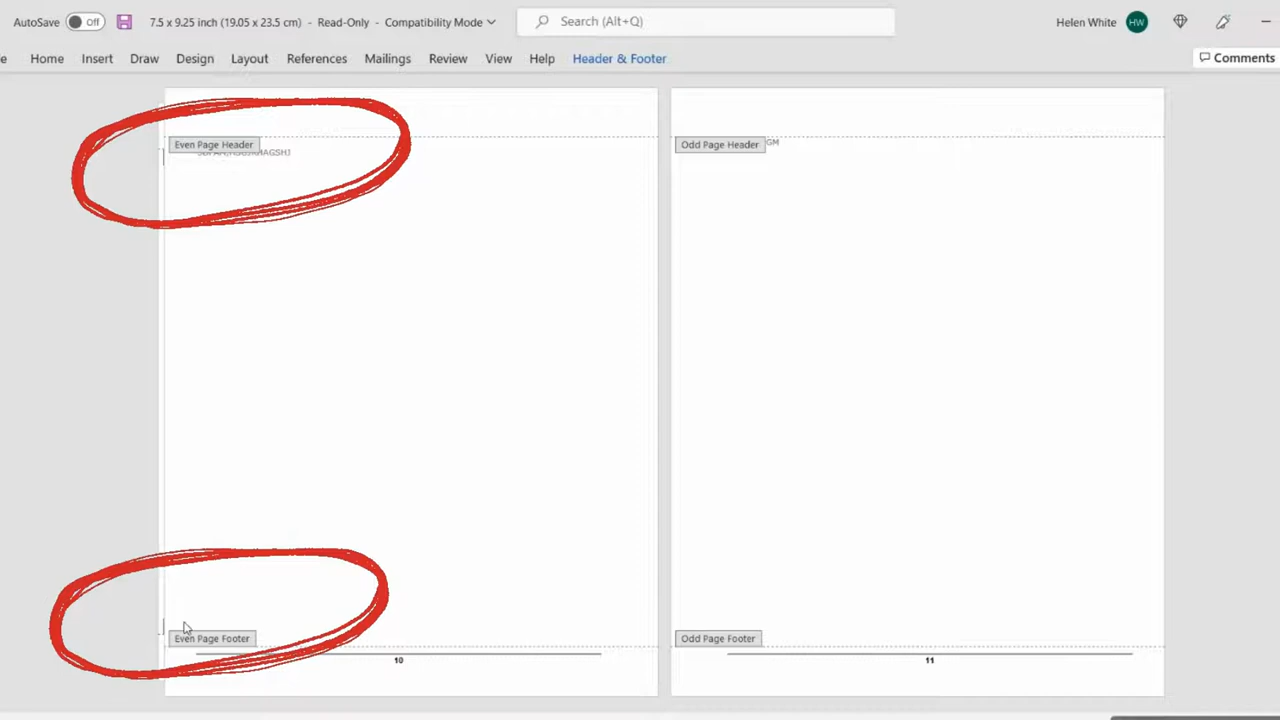 AutoSave Off 7.5 x 9.25 inch (19.05 x 23.5 cm) - Read-Only - Compatibility Mode Search (Alt+Q) Helen White HW
Home Insert Draw Design Layout References Mailings Review View Help Header & Footer Comments
Even Page Header
Odd Page Header GM
Even Page Footer
Odd Page Footer
10
11